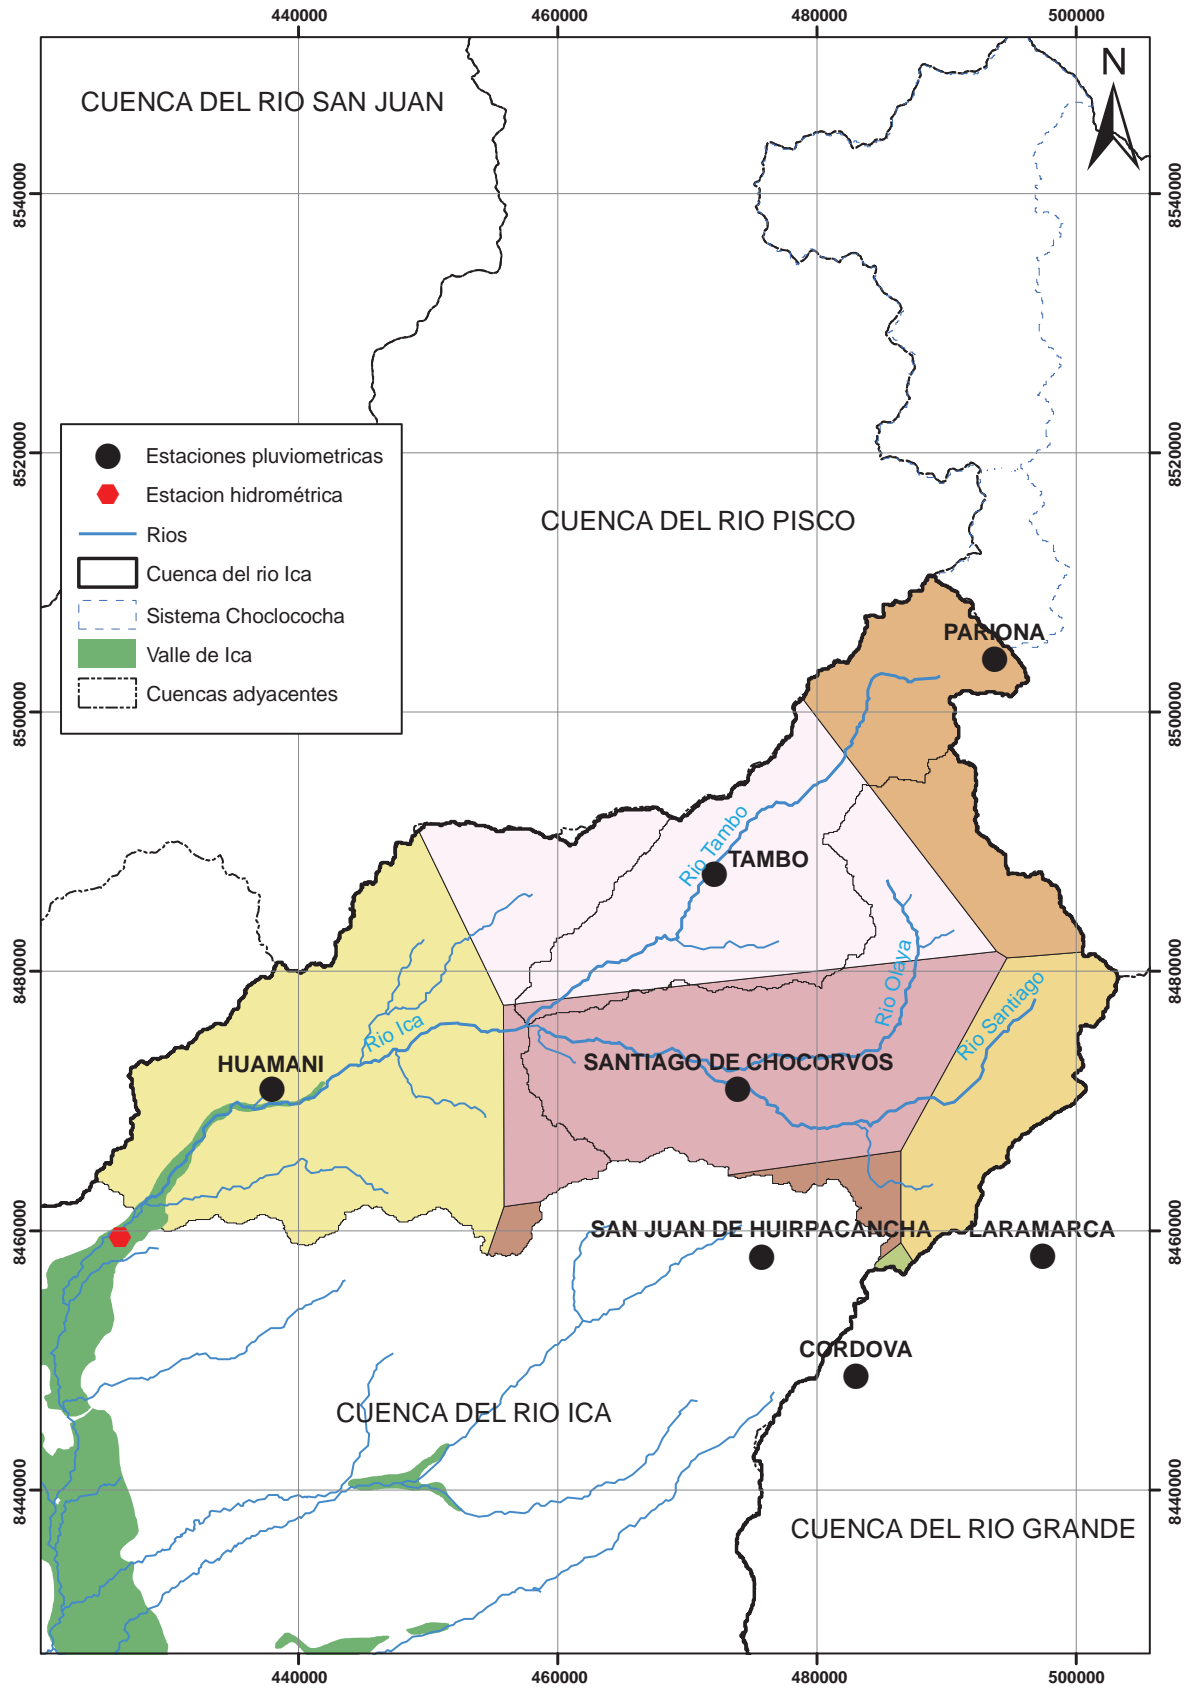 440000
460000
480000
500000
N
CUENCA DEL RIO SAN JUAN
8540000
8540000
8520000
8520000
Estaciones pluviometricas
Estacion hidrométrica
Rios
Cuenca del rio Ica
Sistema Choclococha
Valle de Ica
Cuencas adyacentes
CUENCA DEL RIO PISCO
PARIONA
8500000
8500000
Rio Tambo
TAMBO
8480000
8480000
Rio Olaya
Rio Santiago
Rio Ica
HUAMANI
SANTIAGO DE CHOCORVOS
8460000
8460000
SAN JUAN DE HUIRPACANCHA
LARAMARCA
CORDOVA
CUENCA DEL RIO ICA
8440000
8440000
CUENCA DEL RIO GRANDE
440000
460000
480000
500000